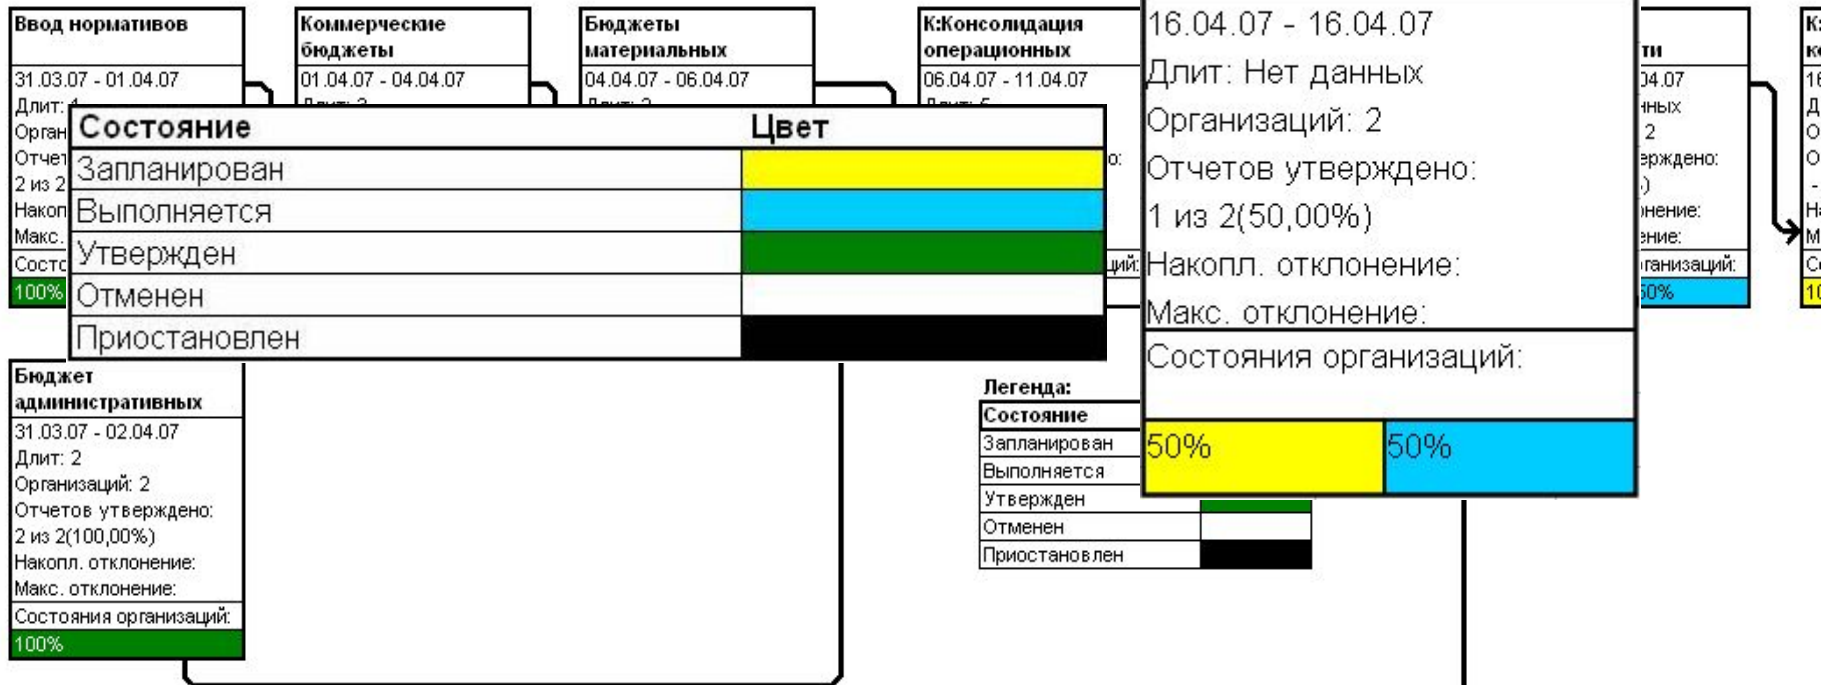 Ввод нормативов
31.03.07 - 01.04.07
Длит:
2 из 2
Макс.
100%
Коммерческие
бюджеты
01.04.07 - 04.04.07
Бюджеты
материальных
04.04.07 - 06.04.07
К:Консолидация
операционных
06.04.07 - 11.04.07
Состояние Цвет
Запланирован
Выполняется
Утвержден
Отменен
Приостановлен
16.04.07 - 16.04.07
Длит: Нет данных
Организаций: 2
Отчетов утверждено:
1 из 2(50,00%)
Накопл. отклонение:
Макс. отклонение:
Состояния организаций:
50% 50%
Бюджет
административных
31.03.07 - 02.04.07
Длит: 2
Организаций: 2
Отчетов утверждено:
2 из 2(100,00%)
Накопл. отклонение:
Макс. отклонение:
Состояния организаций:
100%
Легенда:
Состояние
Запланирован
Выполняется
Утвержден
Отменен
Приостановлен